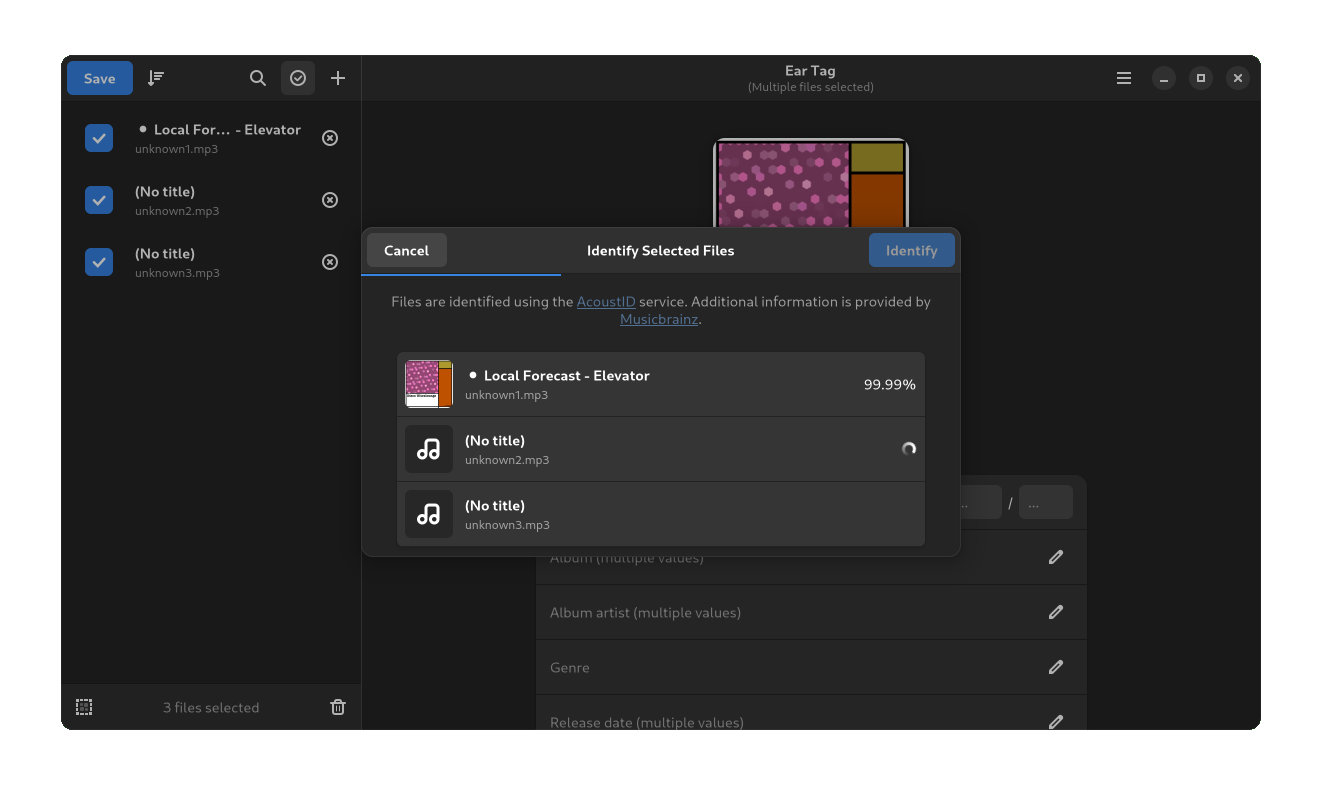 Save
Ear Tag
(Multiple files selected)
● Local For... - Elevator
unknown1.mp3
(No title)
unknown2.mp3
(No title)
unknown3.mp3
Cancel
Identify Selected Files
Identify
Files are identified using the AcoustID service. Additional information is provided by
Musicbrainz.
● Local Forecast - Elevator
unknown1.mp3
99.99%
(No title)
unknown2.mp3
(No title)
unknown3.mp3
/ ...
Album (multiple values)
Album artist (multiple values)
Genre
Release date (multiple values)
3 files selected